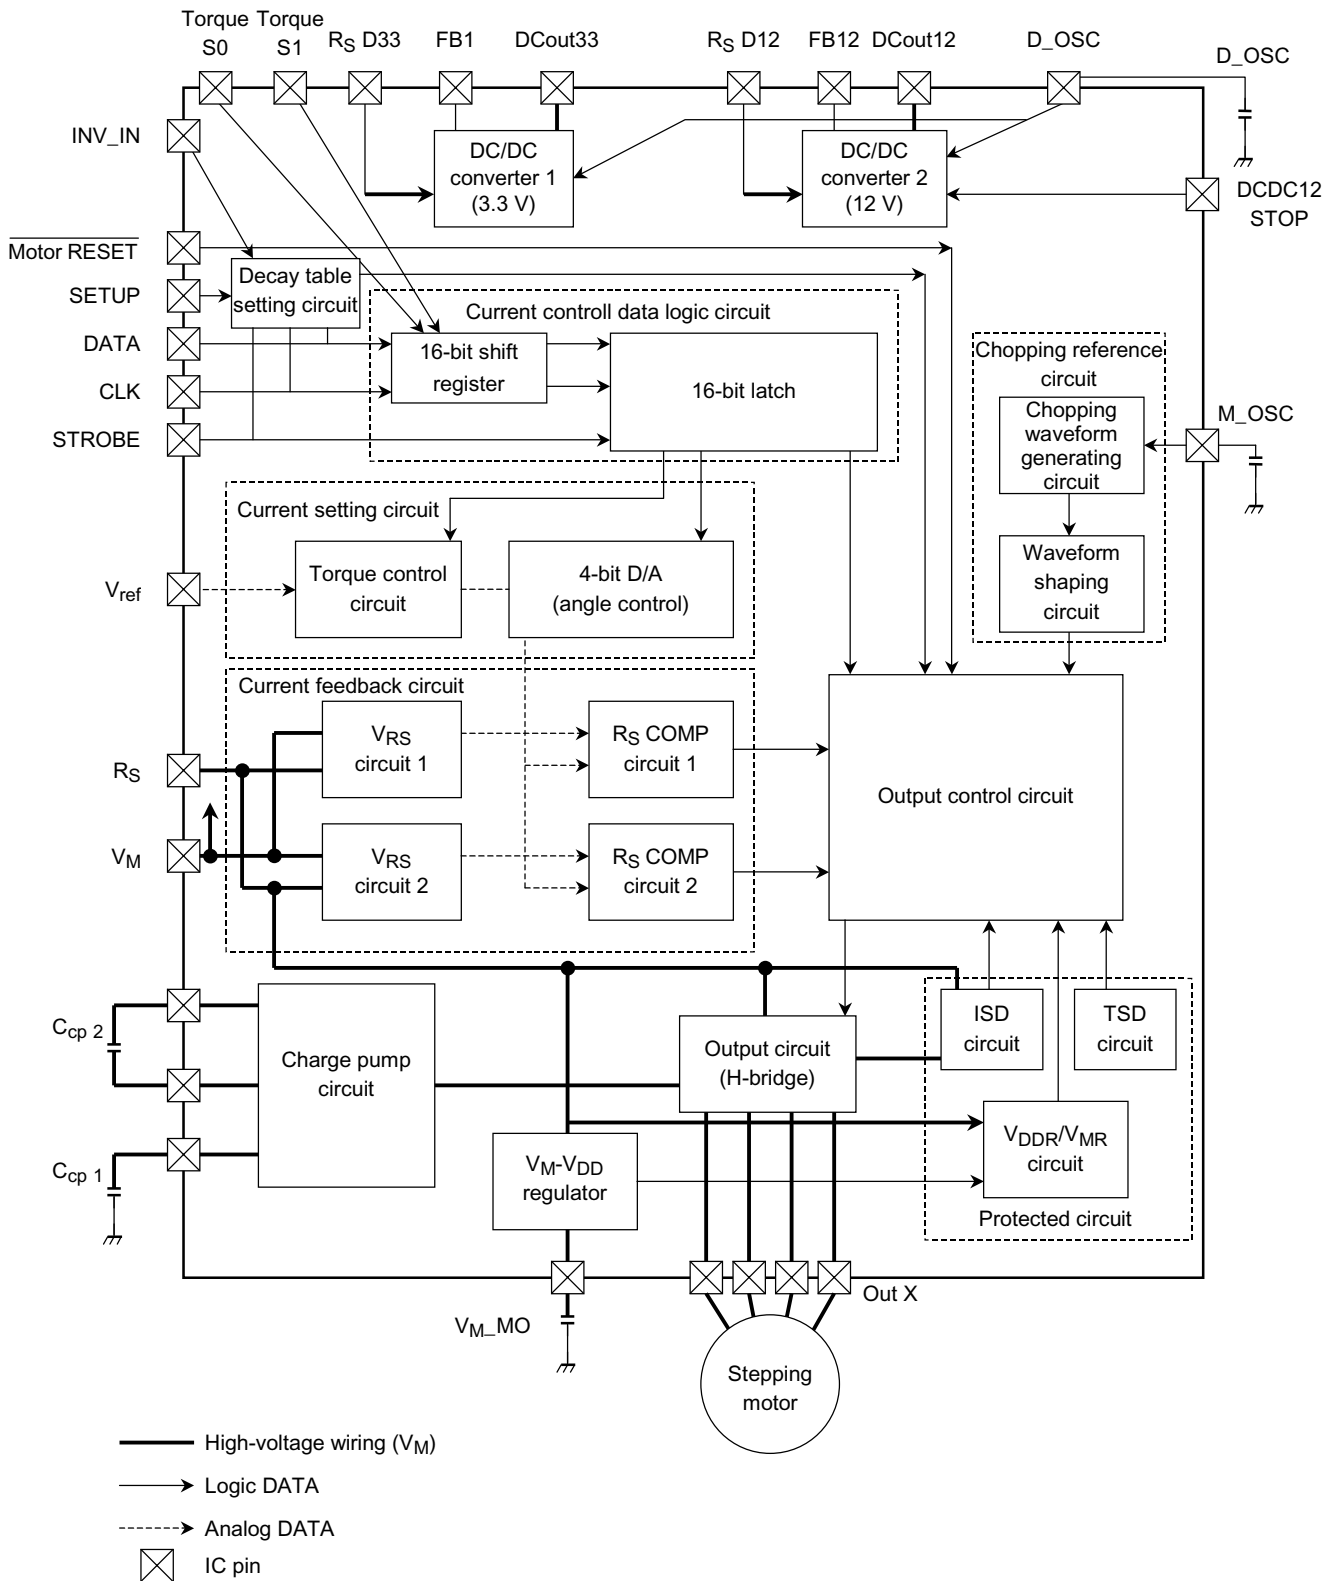 Torque S0
Torque S1
RS D33
FB1
DCout33
RS D12
FB12
DCout12
D_OSC
D_OSC
INV_IN
DC/DC
converter 1
(3.3 V)
DC/DC
converter 2
(12 V)
DCDC12
STOP
Motor RESET
SETUP
DATA
CLK
STROBE
Decay table
setting circuit
Current controll data logic circuit
16-bit shift
register
16-bit latch
Chopping reference
circuit
Chopping
waveform
generating
circuit
M_OSC
Waveform
shaping
circuit
Current setting circuit
Vref
Torque control
circuit
4-bit D/A
(angle control)
Current feedback circuit
RS
VM
VRS
circuit 1
RS COMP
circuit 1
VRS
circuit 2
RS COMP
circuit 2
Output control circuit
Ccp 2
Ccp 1
Charge pump
circuit
Output circuit
(H-bridge)
ISD
circuit
TSD
circuit
VDDR/VMR
circuit
Protected circuit
VM-VDD
regulator
VM_MO
Out X
Stepping
motor
High-voltage wiring (VM)
Logic DATA
Analog DATA
IC pin